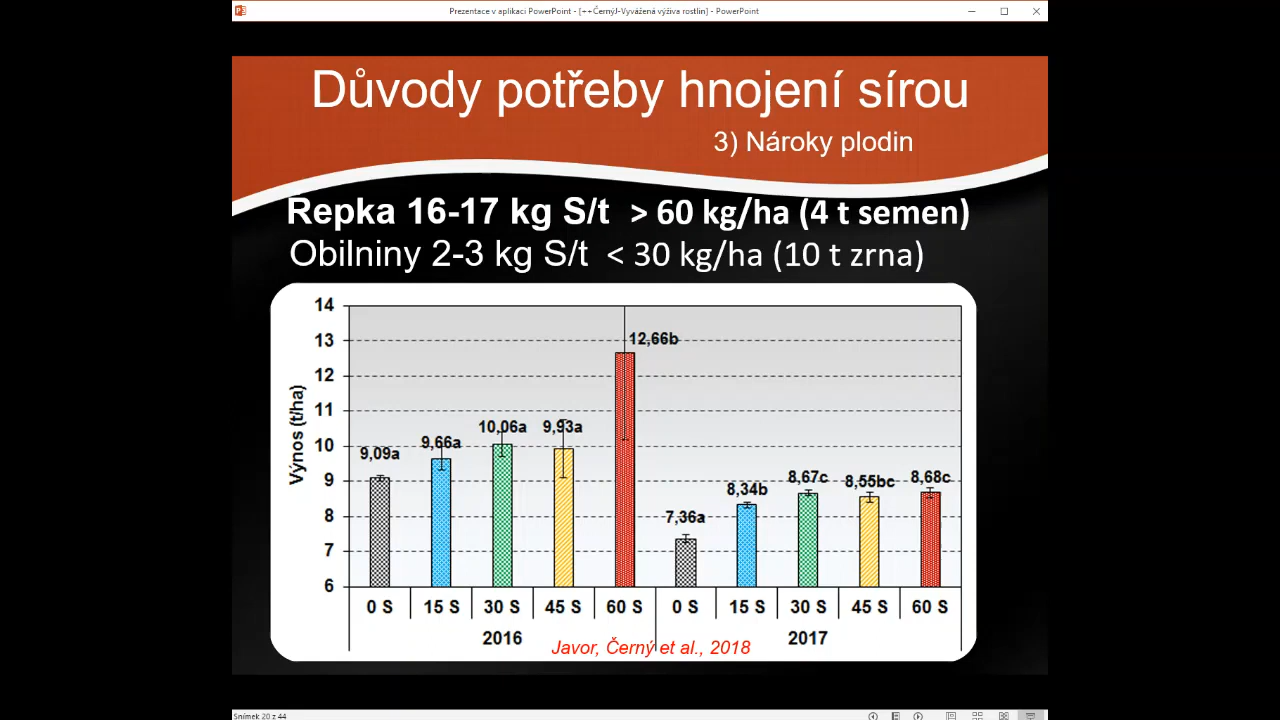 Prezentace v aplikaci PowerPoint - [++ČernýJ-Vyvážená výživa rostlin] - PowerPoint
Důvody potřeby hnojení sírou
3) Nároky plodin
Řepka 16-17 kg S/t > 60 kg/ha (4 t semen)
Obilniny 2-3 kg S/t < 30 kg/ha (10 t zrna)
Výnos (t/ha)
14
13
12
11
10
9
8
7
6
9,09a
9,66a
10,06a
9,93a
12,66b
7,36a
8,34b
8,67c
8,55bc
8,68c
0 S 15 S 30 S 45 S 60 S 0 S 15 S 30 S 45 S 60 S
2016 2017
Javor, Černý et al., 2018
Snímek 20 z 44